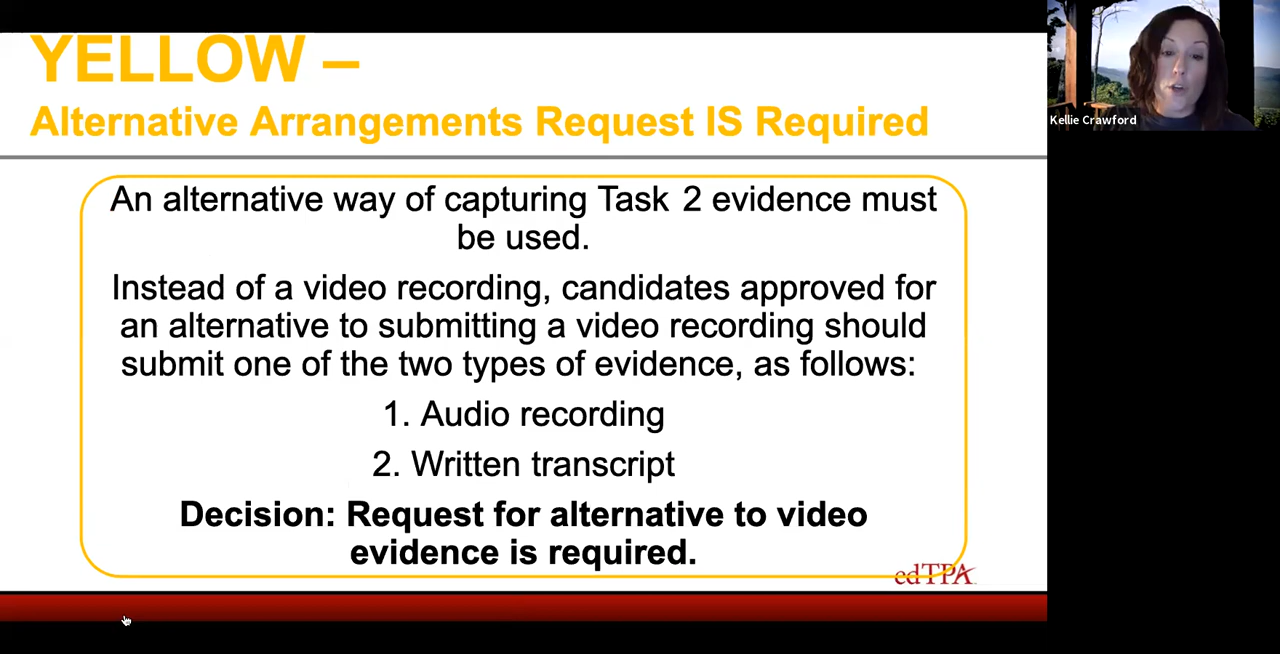 YELLOW –
Alternative Arrangements Request IS Required
Kellie Crawford
An alternative way of capturing Task 2 evidence must
be used.
Instead of a video recording, candidates approved for
an alternative to submitting a video recording should
submit one of the two types of evidence, as follows:
1. Audio recording
2. Written transcript
Decision: Request for alternative to video
evidence is required.
edTPA